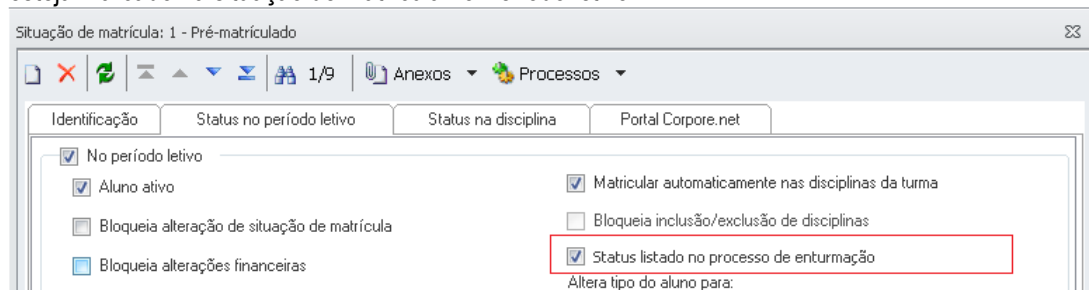 Situação de matrícula: 1 - Pré-matrículado
1/9 Anexos Processos
Identificação Status no período letivo Status na disciplina Portal Corpore.net
No período letivo
Aluno ativo Matricular automaticamente nas disciplinas da turma
Bloqueia alteração de situação de matrícula Bloqueia inclusão/exclusão de disciplinas
Bloqueia alterações financeiras Status listado no processo de enturmação
Altera tipo do aluno para: